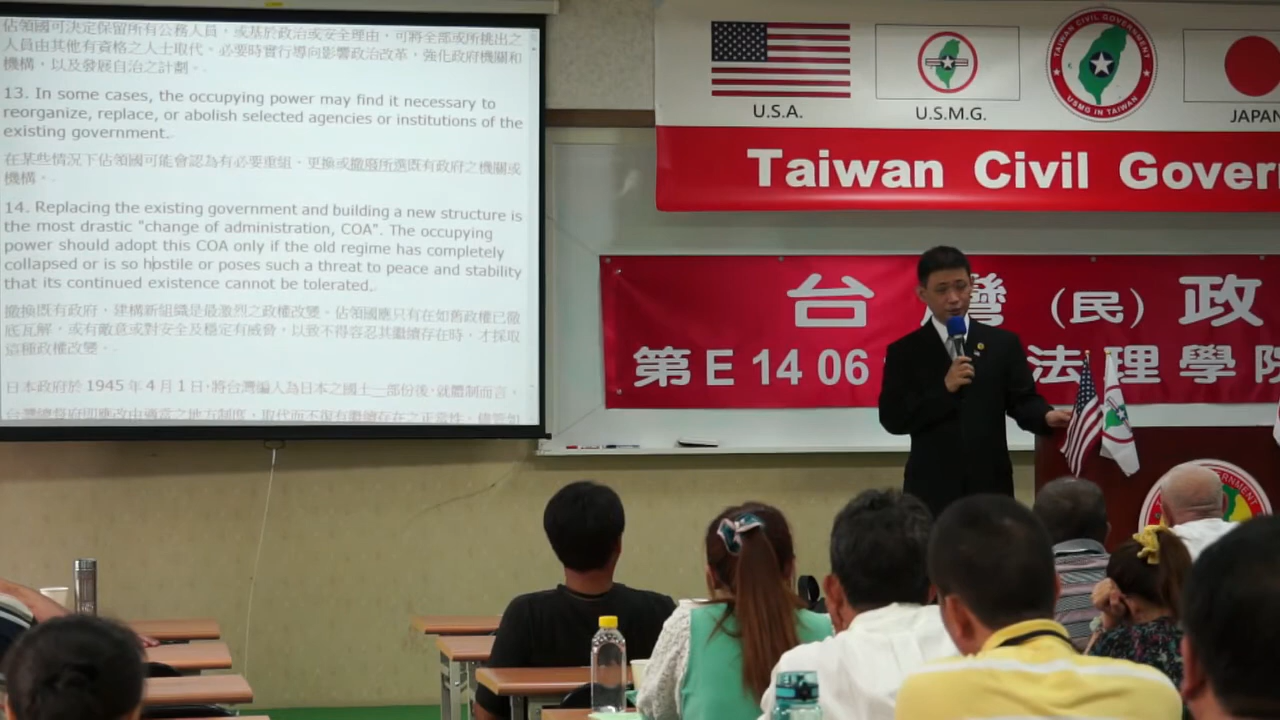 佔領國可決定保留所有公務人員，或基於政治或安全理由，可將全部或所挑出之
人員由其他有資格之人士取代。必要時實行導向影響政治改革，強化政府機關和
機構，以及發展自治之計劃。
13. In some cases, the occupying power may find it necessary to
reorganize, replace, or abolish selected agencies or institutions of the
existing government.
在某些情況下佔領國可能會認為有必要重組、更換或撤廢所選既有政府之機關或
機構。
14. Replacing the existing government and building a new structure is
the most drastic "change of administration, COA". The occupying
power should adopt this COA only if the old regime has completely
collapsed or is so hostile or poses such a threat to peace and stability
that its continued existence cannot be tolerated.
撤換既有政府、建構新組織是最激烈之政權改變。佔領國應只有在如舊政權已徹
底瓦解，或有敵意或對安全及穩定有威脅，以致不得容忍其繼續存在時，才採取
這種政權改變。
日本政府於 1945 年 4 月 1 日，將台灣編入為日本之國土一部份後，就體制而言，
U.S.A.
U.S.M.G.
TAIWAN CIVIL GOVERNMENT
USMG IN TAIWAN
JAPAN
Taiwan Civil Govern
台灣（民）政
第 E 14 06 法理學院